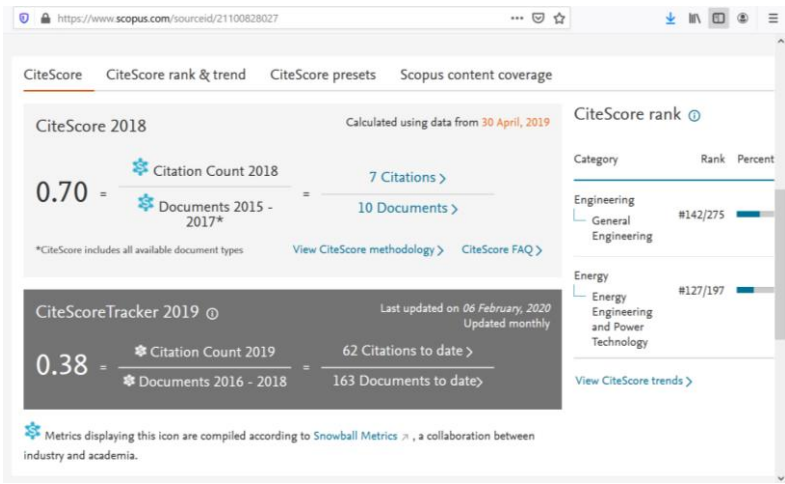 https://www.scopus.com/sourceid/21100828027
CiteScore CiteScore rank & trend CiteScore presets Scopus content coverage
CiteScore 2018
Calculated using data from 30 April, 2019
0.70 =
Citation Count 2018
Documents 2015 -
2017*
=
7 Citations >
10 Documents >
*CiteScore includes all available document types
View CiteScore methodology > CiteScore FAQ >
CiteScoreTracker 2019
Last updated on 06 February, 2020
Updated monthly
0.38 =
Citation Count 2019
Documents 2016 - 2018
=
62 Citations to date >
163 Documents to date>
Metrics displaying this icon are compiled according to Snowball Metrics , a collaboration between
industry and academia.
CiteScore rank
Category Rank Percent
Engineering
General
Engineering
#142/275
Energy
Energy
Engineering
and Power
Technology
#127/197
View CiteScore trends >